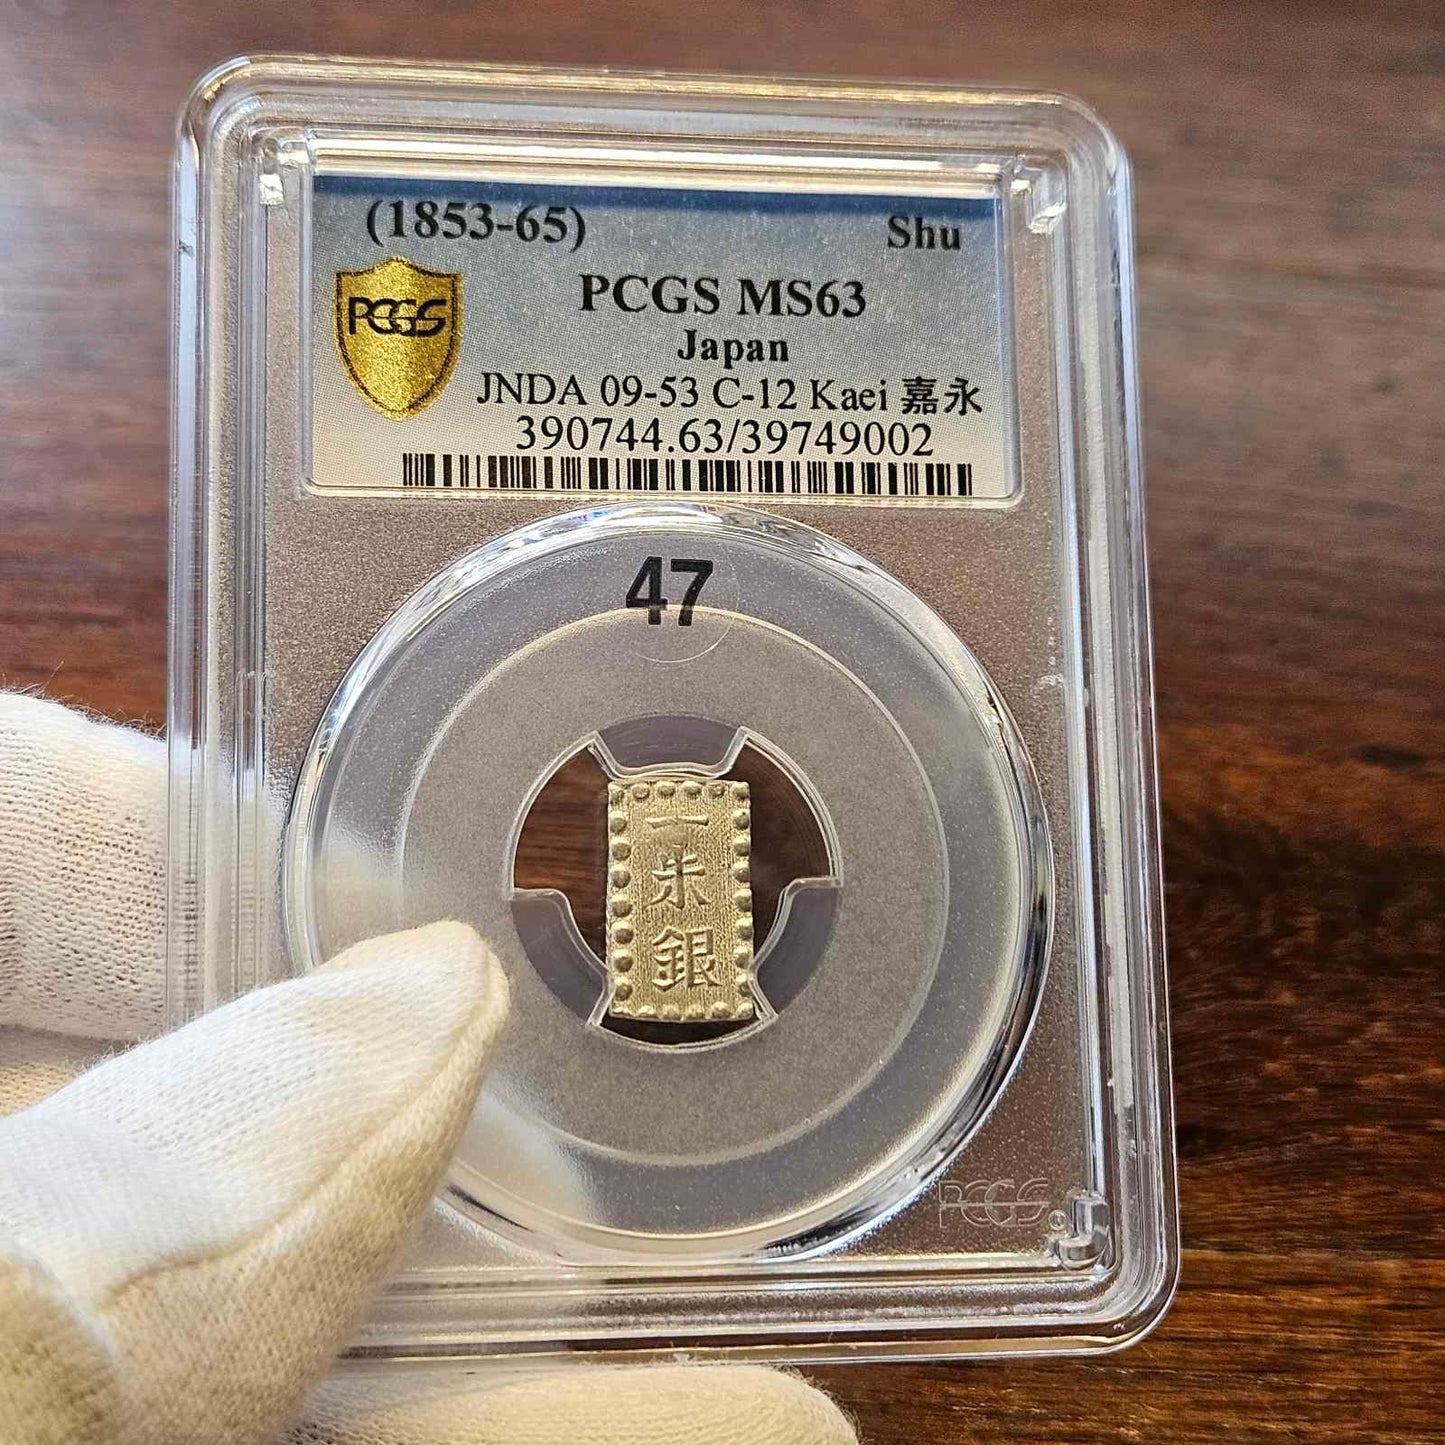 (1853-65) Shu
PCGS MS63
Japan
PCGS
JNDA 09-53 C-12 Kaei 嘉永
390744.63/39749002
47
一
朱
銀
PCGS